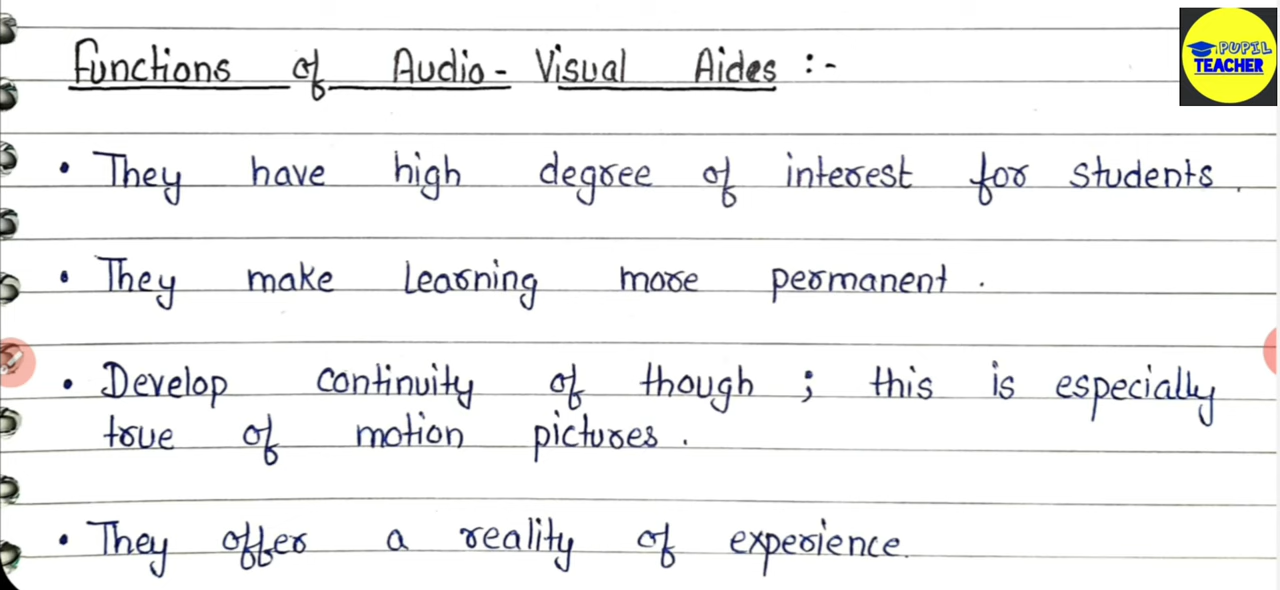 Functions of Audio-Visual Aides :-
PUPIL
TEACHER
• They have high degree of interest for students.
• They make Learning more permanent.
• Develop continuity of though ; this is especially
true of motion pictures.
• They offer a reality of experience.